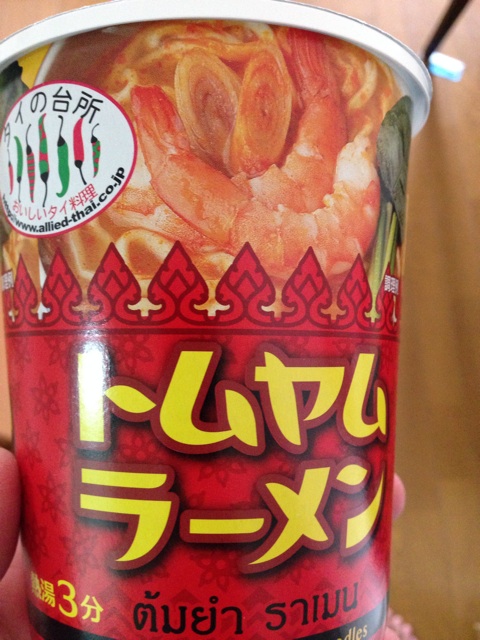 タイの台所
おいしいタイ料理
http://www.allied-thai.co.jp
トムヤム
ラーメン
熱湯3分
ต้มยำ ราเมน
noodles